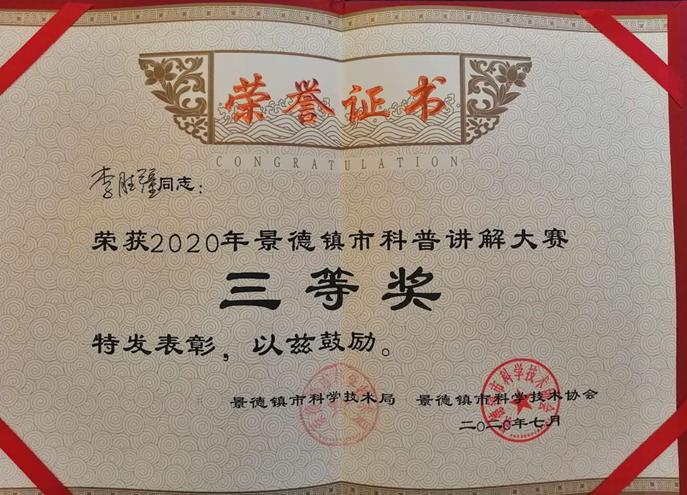 荣誉证书
CONGRATULATION
李胜强同志：
荣获2020年景德镇市科普讲解大赛
三等奖
特发表彰，以兹鼓励。
景德镇市科学技术局 景德镇市科学技术协会
二〇二〇年七月